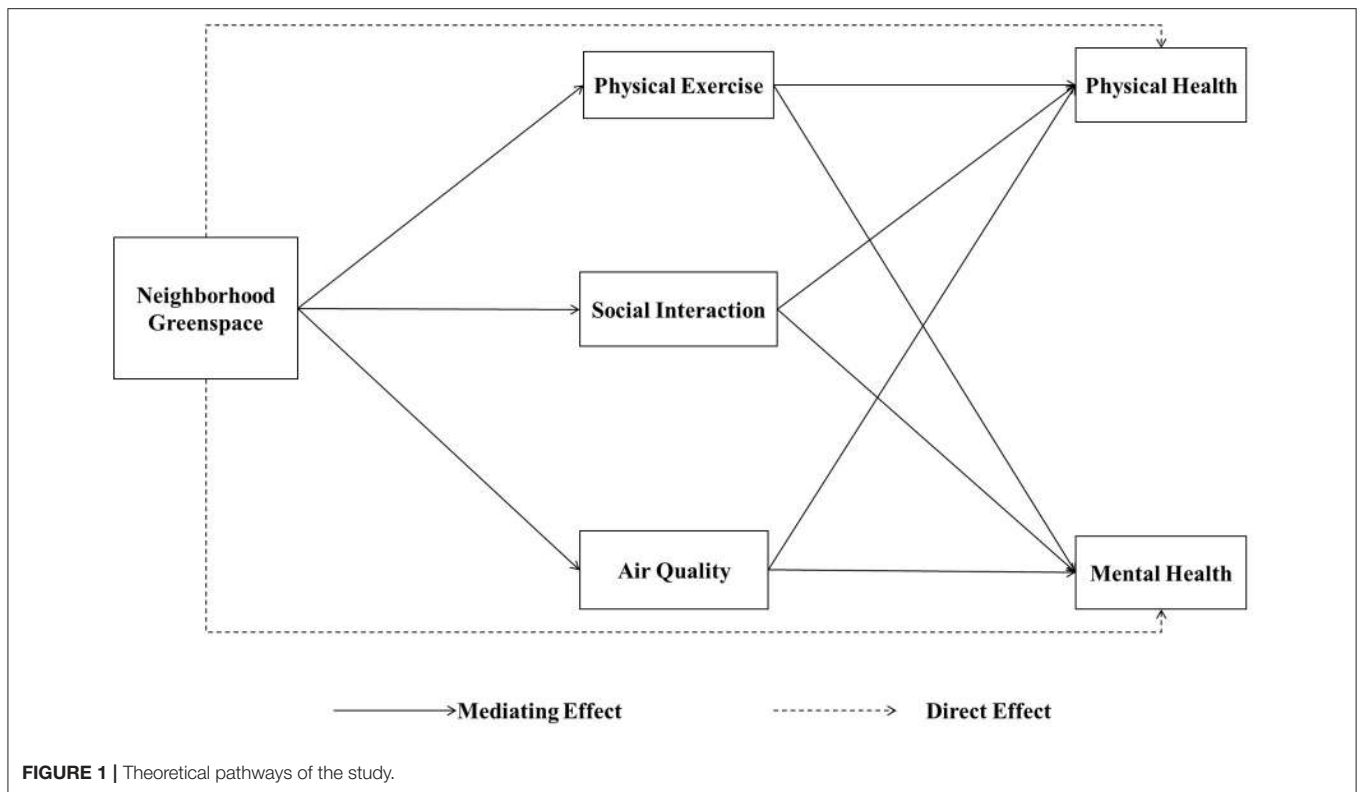 Physical Exercise
Physical Health
Neighborhood
Greenspace
Social Interaction
Air Quality
Mental Health
Mediating Effect
Direct Effect
FIGURE 1 | Theoretical pathways of the study.